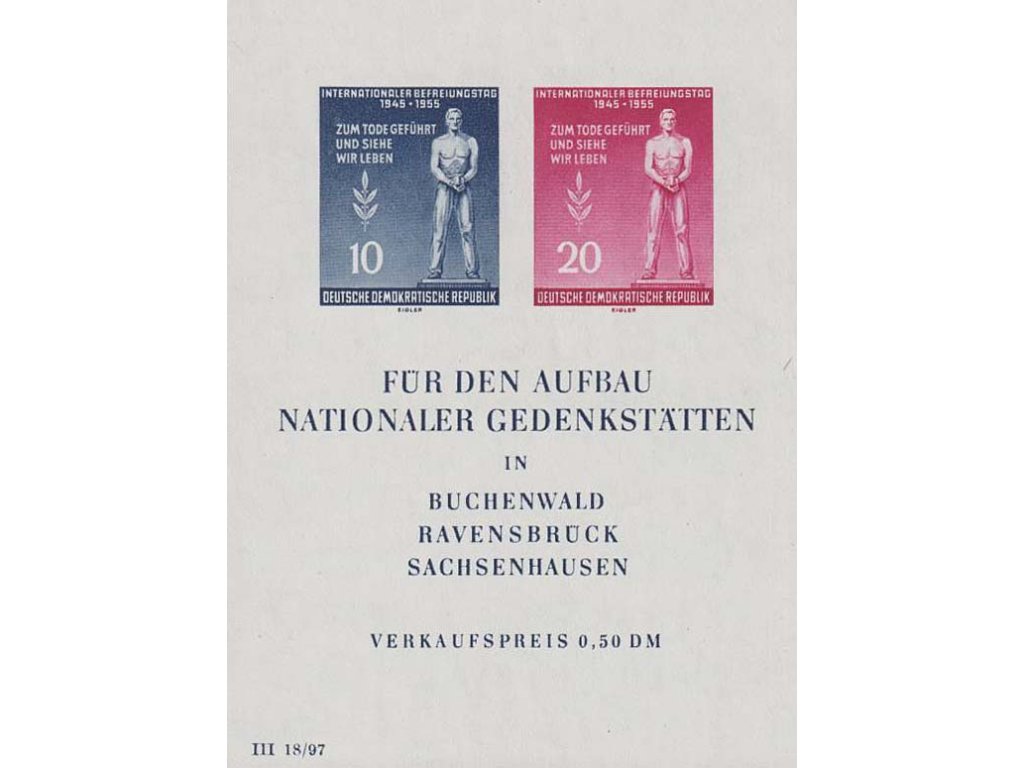 INTERNATIONALER BEFREIUNGSTAG
1945 • 1955
ZUM TODE GEFÜHRT
UND SIEHE
WIR LEBEN
10
DEUTSCHE DEMOKRATISCHE REPUBLIK
EIGLER
INTERNATIONALER BEFREIUNGSTAG
1945 • 1955
ZUM TODE GEFÜHRT
UND SIEHE
WIR LEBEN
20
DEUTSCHE DEMOKRATISCHE REPUBLIK
EIGLER
FÜR DEN AUFBAU
NATIONALER GEDENKSTÄTTEN
IN
BUCHENWALD
RAVENSBRÜCK
SACHSENHAUSEN
VERKAUFSPREIS 0,50 DM
III 18/97